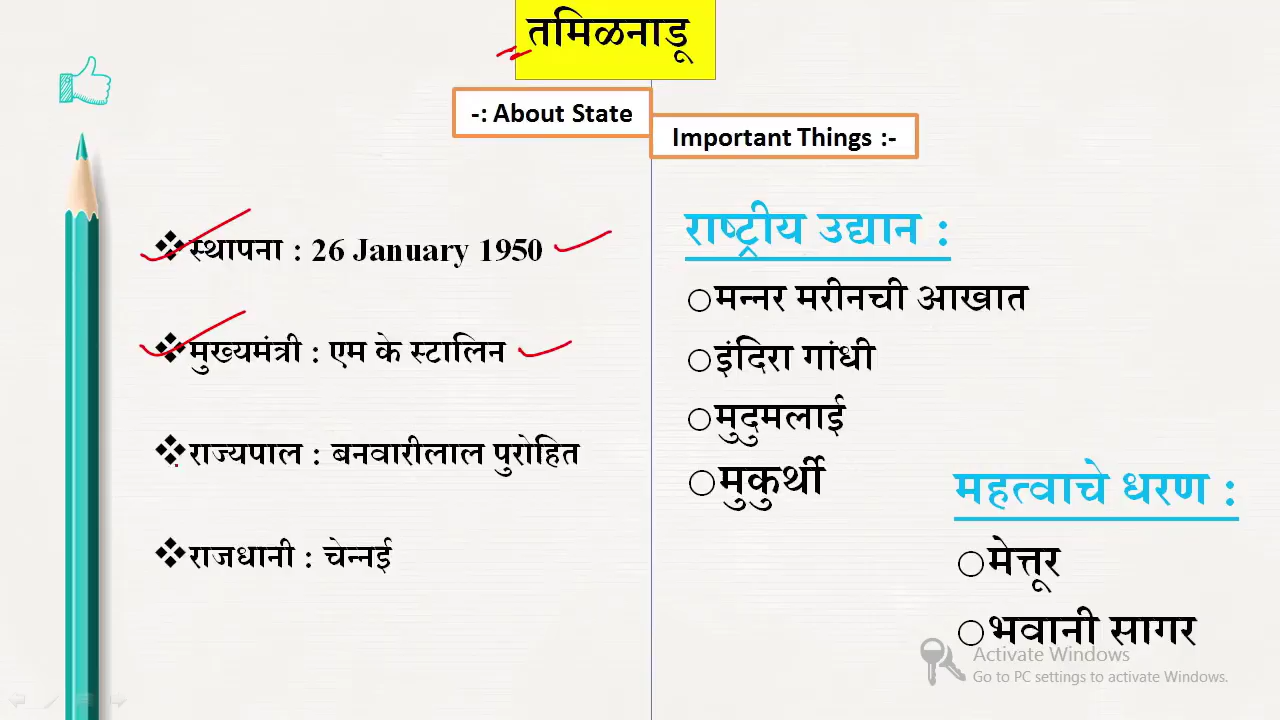 तमिळनाडू
-: About State
Important Things :-
❖स्थापना : 26 January 1950
❖मुख्यमंत्री : एम के स्टालिन
❖राज्यपाल : बनवारीलाल पुरोहित
❖राजधानी : चेन्नई
राष्ट्रीय उद्यान :
○मन्नर मरीनची आखात
○इंदिरा गांधी
○मुदुमलाई
○मुकुर्थी
महत्वाचे धरण :
○मेत्तूर
○भवानी सागर
Activate Windows
Go to PC settings to activate Windows.